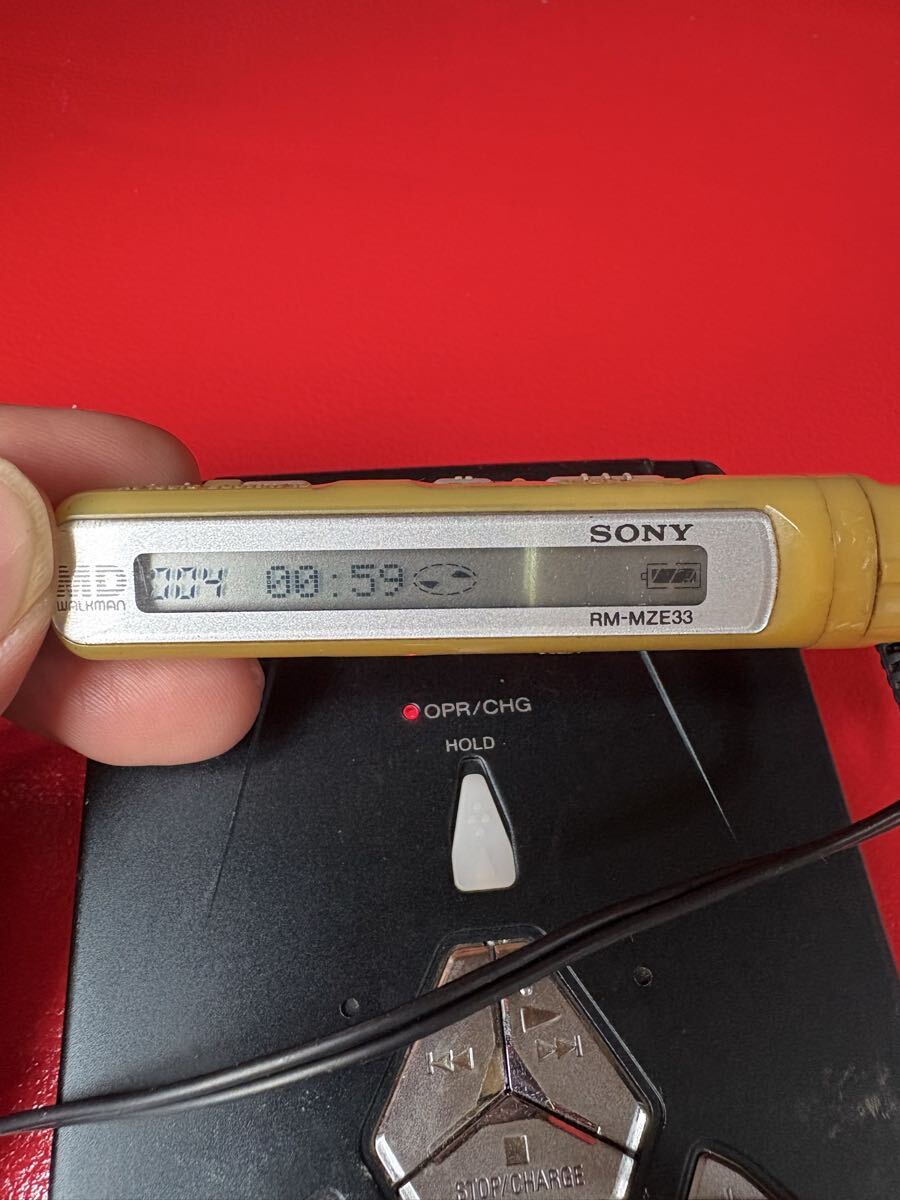 SONY
MD
WALKMAN
004 00:59
RM-MZE33
OPR/CHG
HOLD
STOP/CHARGE